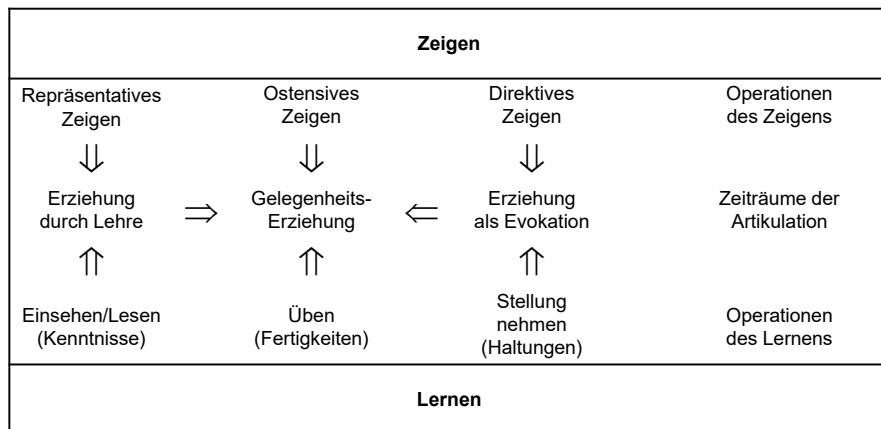 Zeigen
Repräsentatives
Zeigen
Ostensives
Zeigen
Direktives
Zeigen
Operationen
des Zeigens
Erziehung
durch Lehre
Gelegenheits-
Erziehung
Erziehung
als Evokation
Zeiträume der
Artikulation
Einsehen/Lesen
(Kenntnisse)
Üben
(Fertigkeiten)
Stellung
nehmen
(Haltungen)
Operationen
des Lernens
Lernen